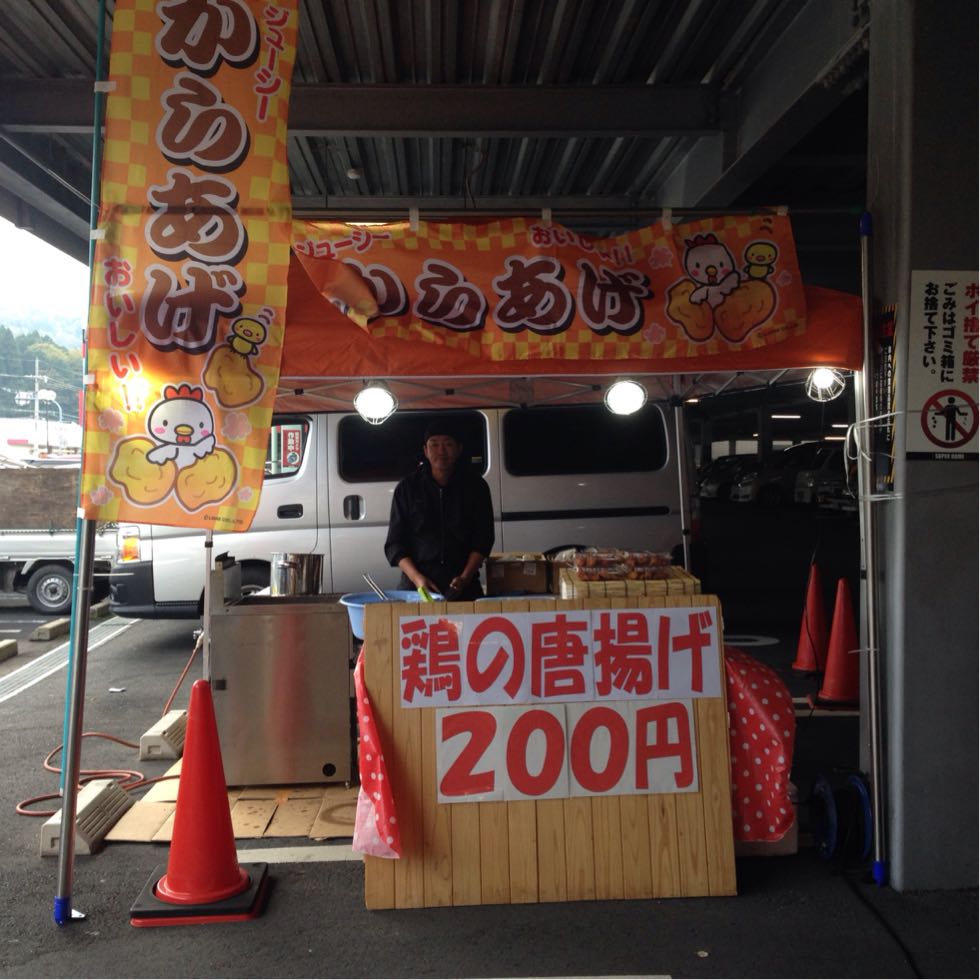 ジューシー
からあげ
おいしい!!
ジューシー
おいしい!!
からあげ
鶏の唐揚げ
200円
ポイ捨て厳禁
ごみはゴミ箱に
お捨て下さい。
SUPER HOME